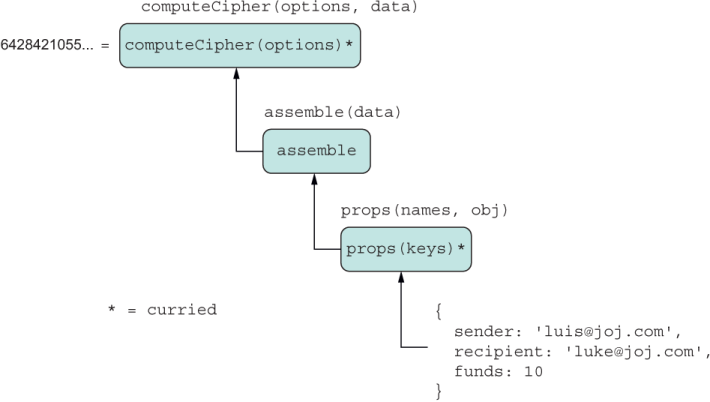 computeCipher(options, data)
6428421055... = computeCipher(options)*
assemble(data)
assemble
props(names, obj)
props(keys)*
* = curried
{
sender: 'luis@joj.com',
recipient: 'luke@joj.com',
funds: 10
}